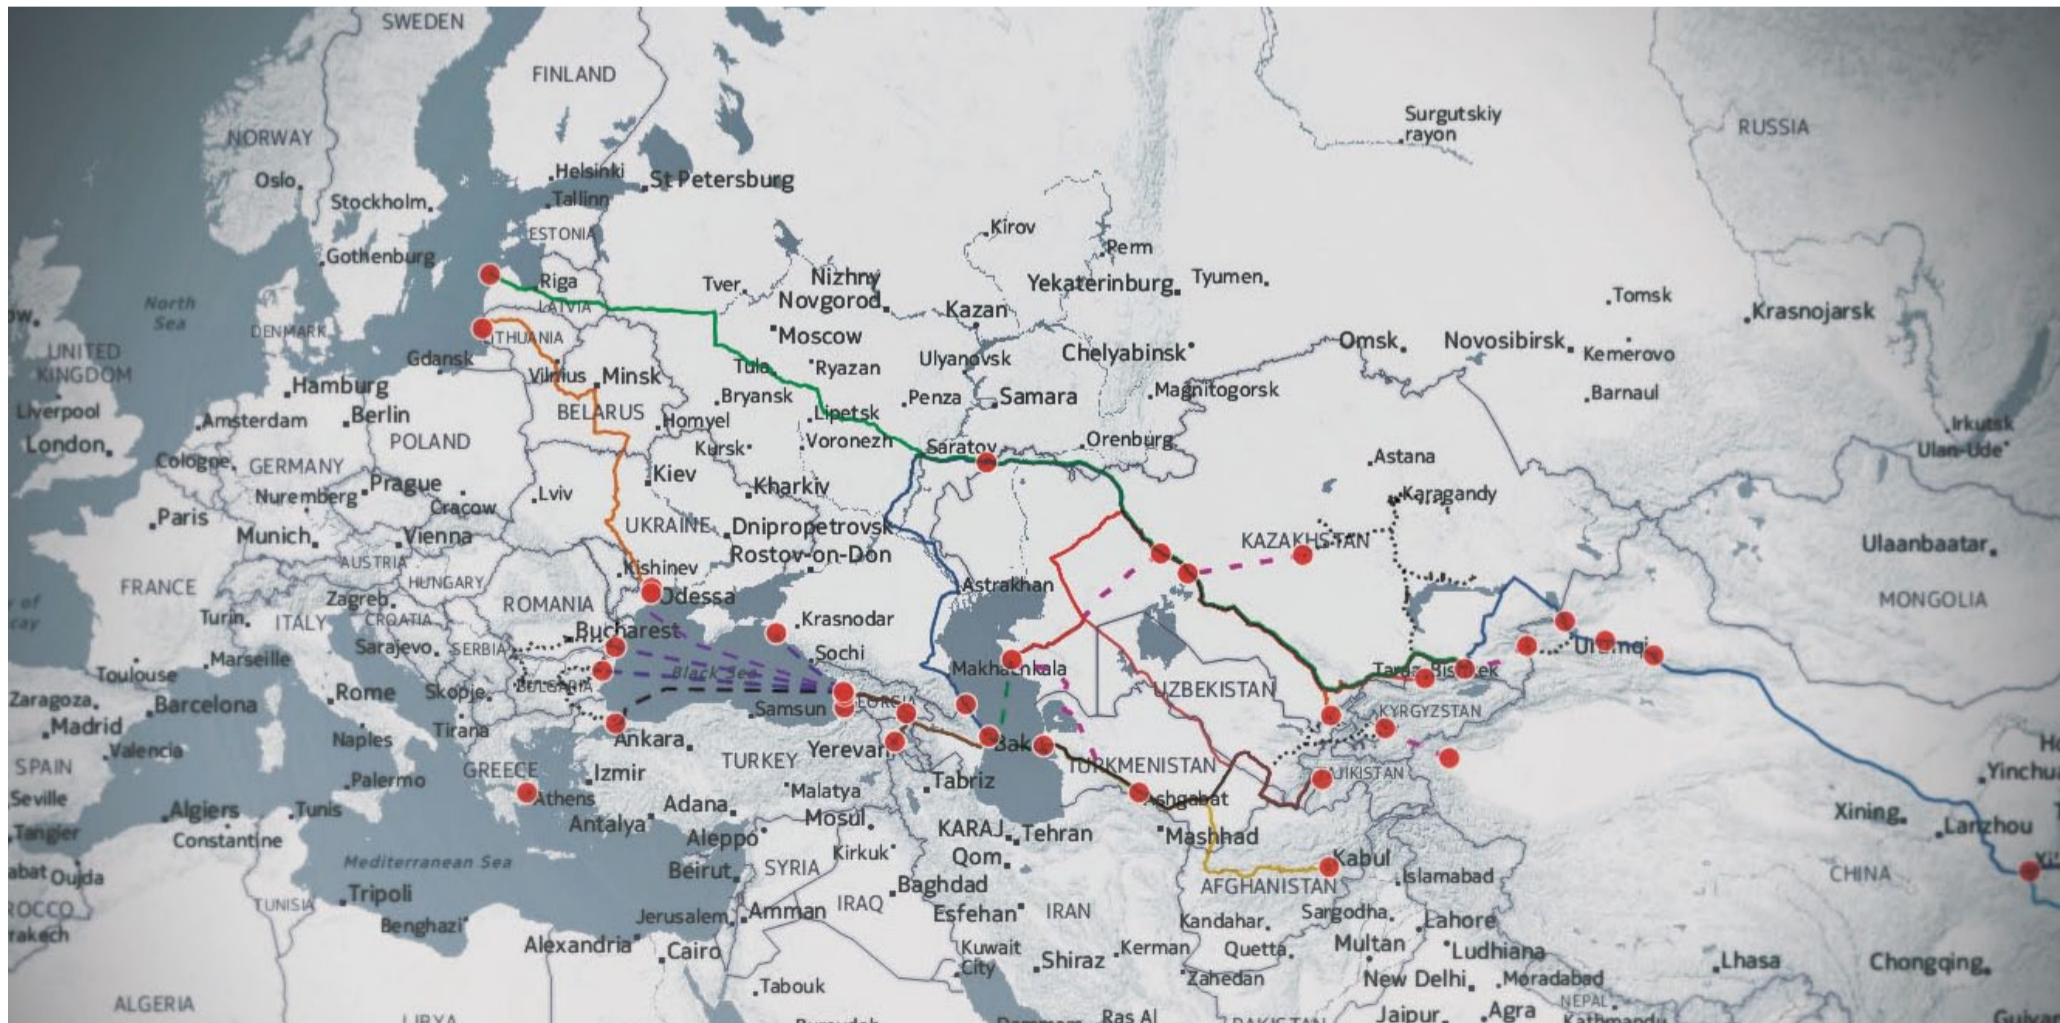 SWEDEN
FINLAND
NORWAY
Surgutskiy
rayon
RUSSIA
Oslo
Helsinki
St Petersburg
Stockholm
Tallinn
ESTONIA
Kirov
Perm
Gothenburg
Riga
LATVIA
Tver
Nizhny
Novgorod
Yekaterinburg
Tyumen
Tomsk
Krasnojarsk
North
Sea
Kazan
DENMARK
Moscow
UNITED
KINGDOM
Gdansk
Vilnius
Minsk
Tula
Ryazan
Ulyanovsk
Chelyabinsk
Omsk
Novosibirsk
Kemerovo
Hamburg
Bryansk
Penza
Samara
Magnitogorsk
Barnaul
Liverpool
Amsterdam
Berlin
BELARUS
Homyel
Lipetsk
London
POLAND
Kursk
Voronezh
Saratov
Orenburg
Irkutsk
Ulan-Ude
Cologne
GERMANY
Astana
Nuremberg
Prague
Cracow
Lviv
Kiev
Kharkiv
Karagandy
Paris
Munich
Vienna
UKRAINE
Dnipropetrovsk
Rostov-on-Don
KAZAKHSTAN
Ulaanbaatar
AUSTRIA
HUNGARY
Kishinev
Astrakhan
FRANCE
Zagreb
ROMANIA
Odessa
MONGOLIA
Turin
ITALY
CROATIA
Bucharest
Krasnodar
Sarajevo
SERBIA
Sochi
Toulouse
Marseille
Black Sea
Makhachkala
Zaragoza
Barcelona
Rome
Skopje
BULGARIA
UZBEKISTAN
Madrid
Samsun
KYRGYZSTAN
Valencia
Naples
Tirana
Ankara
Yerevan
SPAIN
GREECE
Izmir
TURKEY
TURKMENISTAN
Palermo
Tabriz
Seville
Athens
Malatya
Ashgabat
Algiers
Tunis
Adana
Mosul
Xining
Tangier
Constantine
Antalya
Aleppo
KARAJ
Tehran
Mashhad
Lanzhou
Mediterranean Sea
Beirut
SYRIA
Kirkuk
Qom
Kabul
Oujda
Tripoli
Baghdad
AFGHANISTAN
Islamabad
CHINA
TUNISIA
Benghazi
Jerusalem
Amman
IRAQ
Esfehan
IRAN
Kandahar
Sargodha
Lahore
Alexandria
Cairo
Kuwait
City
Shiraz
Kerman
Quetta
Multan
Ludhiana
Zahedan
New Delhi
Moradabad
Lhasa
Chongqing
Tabouk
ALGERIA
Agra
NEPAL
Jaipur
Ras Al